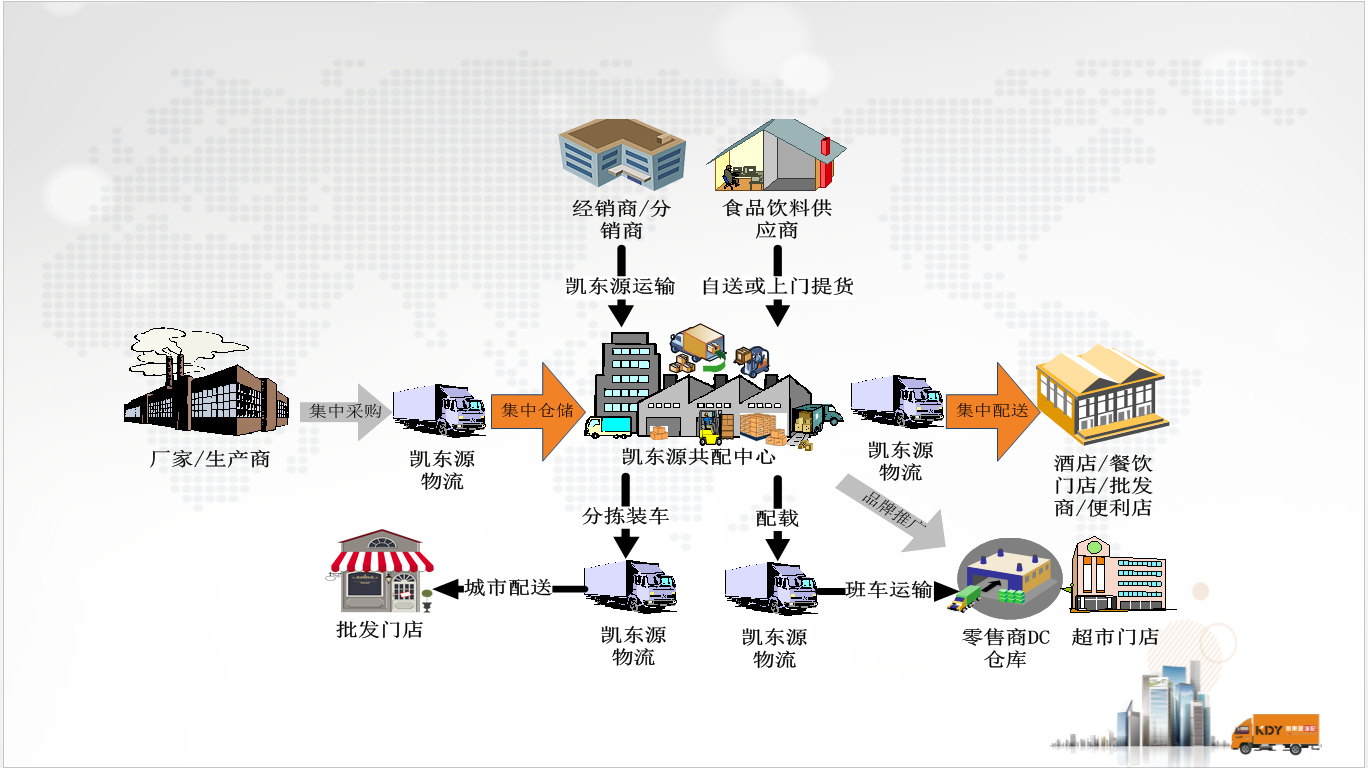 经销商/分
销商
食品饮料供
应商
凯东源运输
自送或上门提货
集中采购
集中仓储
集中配送
厂家/生产商
凯东源
物流
凯东源共配中心
凯东源
物流
酒店/餐饮
门店/批发
商/便利店
品牌推广
分拣装车
配载
城市配送
班车运输
批发门店
凯东源
物流
凯东源
物流
零售商DC
仓库
超市门店
KDY